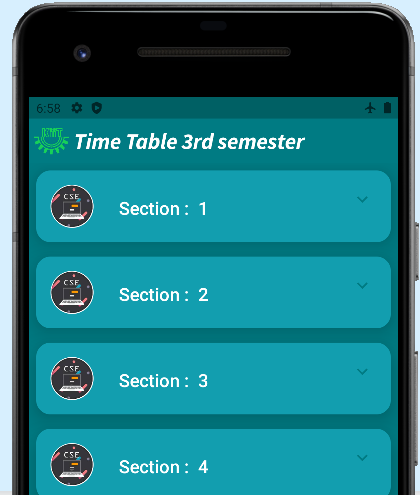 6:58
Time Table 3rd semester
CSE
Section : 1
CSE
Section : 2
CSE
Section : 3
CSE
Section : 4